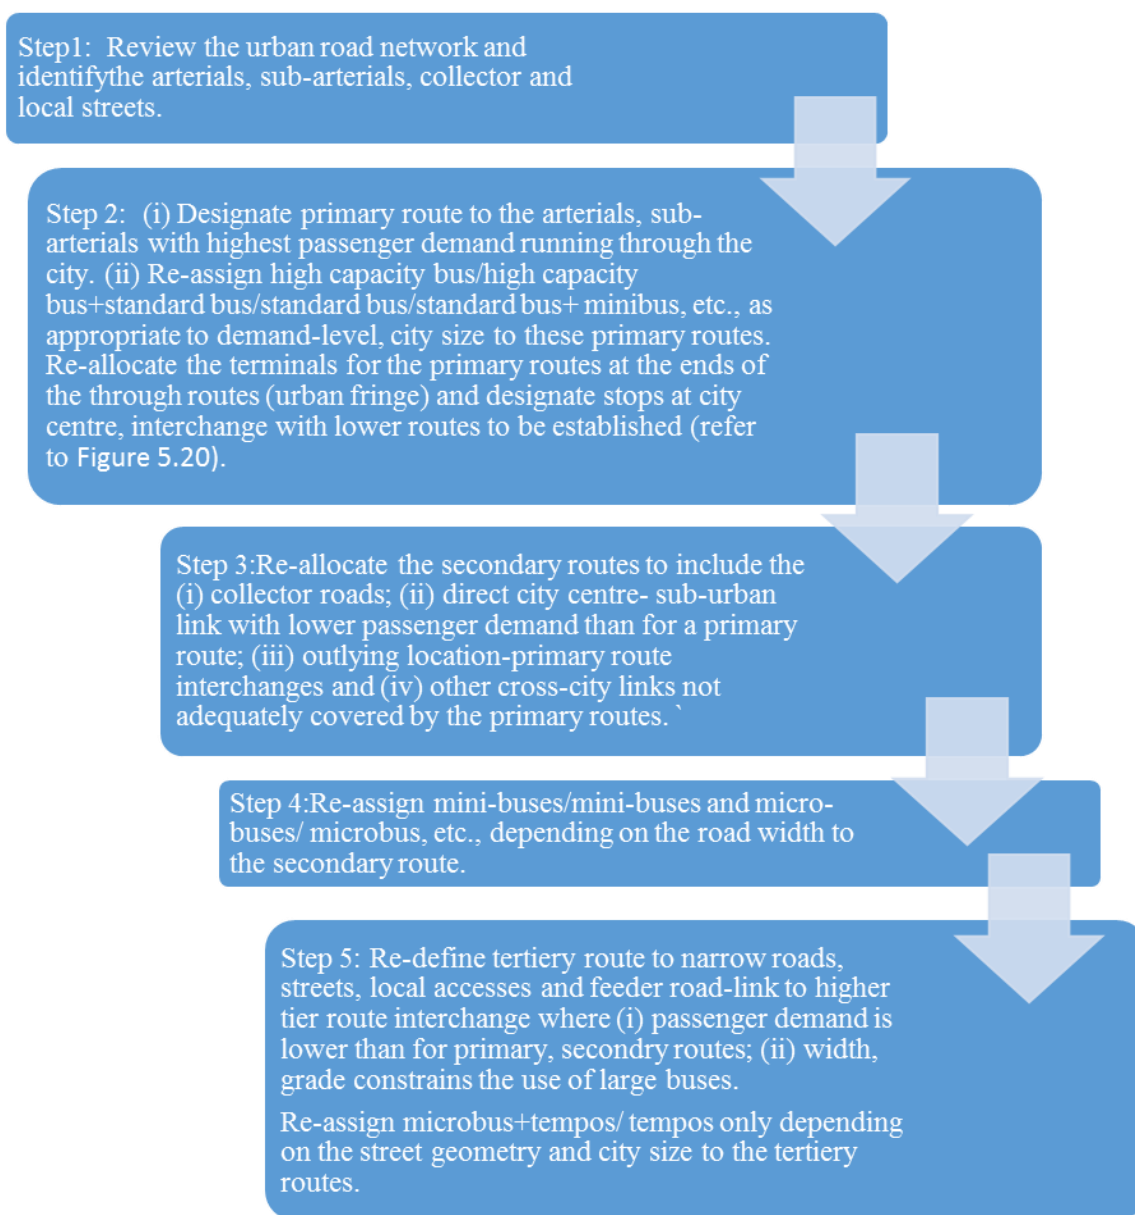 Step1:  Review the urban road network and
identifythe arterials, sub-arterials, collector and
local streets.
Step 2:  (i) Designate primary route to the arterials, sub-
arterials with highest passenger demand running through the
city. (ii) Re-assign high capacity bus/high capacity
bus+standard bus/standard bus/standard bus+ minibus, etc., as
appropriate to demand-level, city size to these primary routes.
Re-allocate the terminals for the primary routes at the ends of
the through routes (urban fringe) and designate stops at city
centre, interchange with lower routes to be established (refer
to Figure 5.20).
Step 3:Re-allocate the secondary routes to include the
(i) collector roads; (ii) direct city centre- sub-urban
link with lower passenger demand than for a primary
route; (iii) outlying location-primary route
interchanges and (iv) other cross-city links not
adequately covered by the primary routes. `
Step 4:Re-assign mini-buses/mini-buses and micro-
buses/ microbus, etc., depending on the road width to
the secondary route.
Step 5: Re-define tertiery route to narrow roads,
streets, local accesses and feeder road-link to higher
tier route interchange where (i) passenger demand is
lower than for primary, secondry routes; (ii) width,
grade constrains the use of large buses.
Re-assign microbus+tempos/ tempos only depending
on the street geometry and city size to the tertiery
routes.